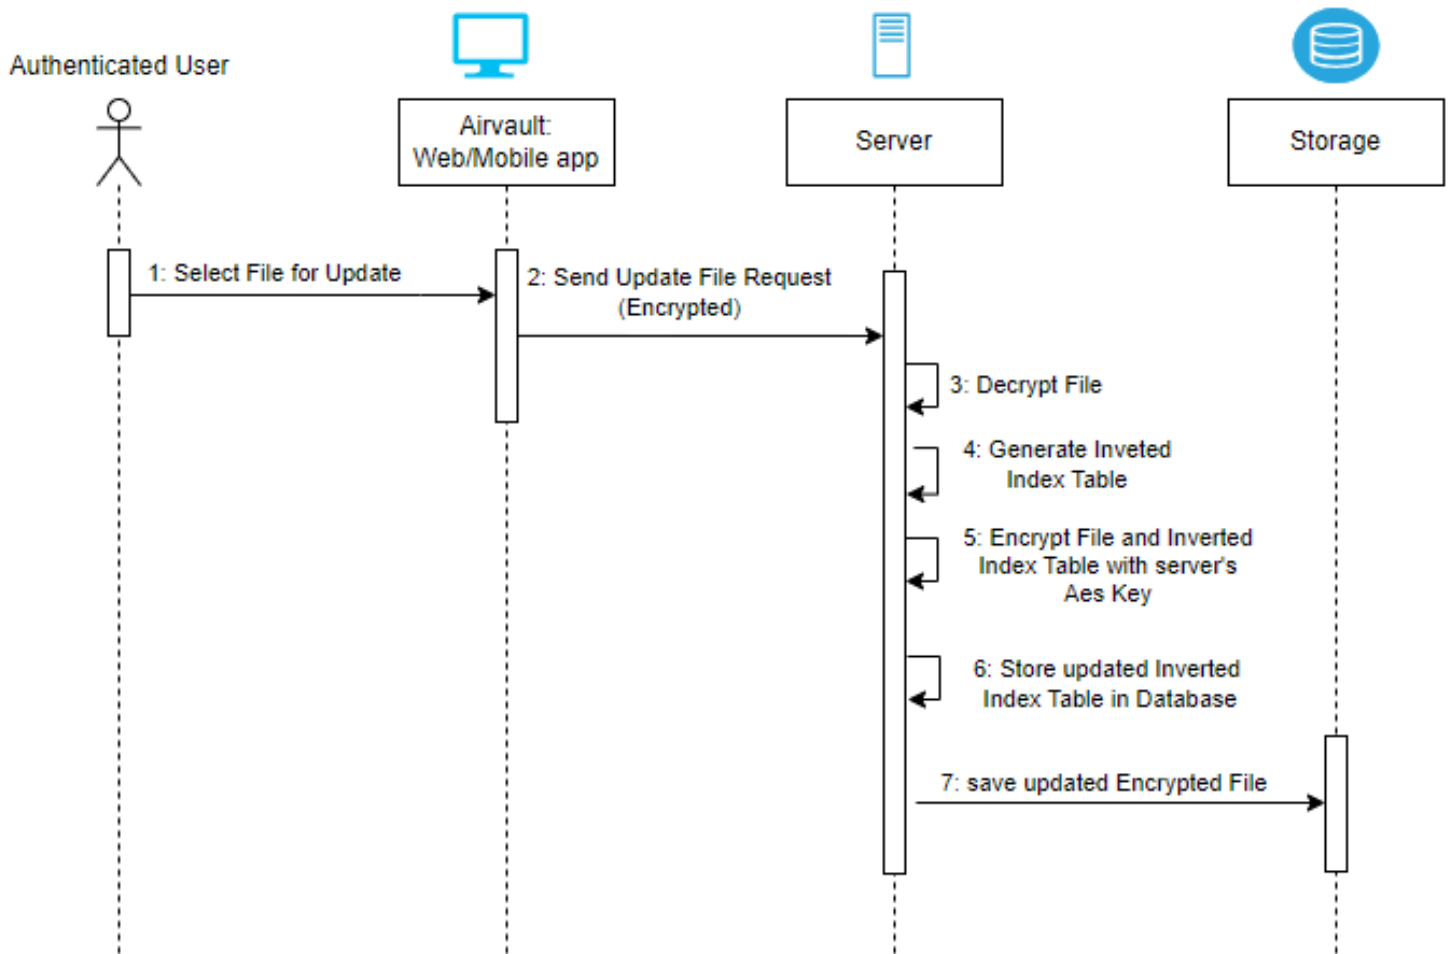 Authenticated User
Airvault:
Web/Mobile app
Server
Storage
1: Select File for Update
2: Send Update File Request
(Encrypted)
3: Decrypt File
4: Generate Inveted
Index Table
5: Encrypt File and Inverted
Index Table with server's
Aes Key
6: Store updated Inverted
Index Table in Database
7: save updated Encrypted File